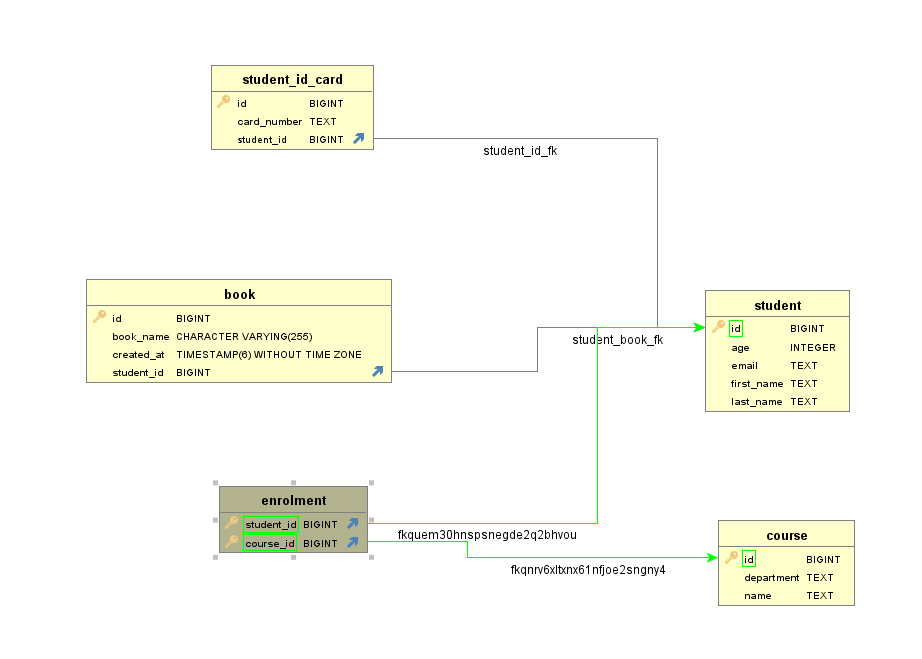 student_id_card
id BIGINT
card_number TEXT
student_id BIGINT
student_id_fk
book
id BIGINT
book_name CHARACTER VARYING(255)
created_at TIMESTAMP(6) WITHOUT TIME ZONE
student_id BIGINT
student
id BIGINT
age INTEGER
email TEXT
first_name TEXT
last_name TEXT
student_book_fk
enrolment
student_id BIGINT
course_id BIGINT
fkquem30hnspsnegde2q2bhvou
fkqnrv6xltxnx61nfjoe2sngny4
course
id BIGINT
department TEXT
name TEXT